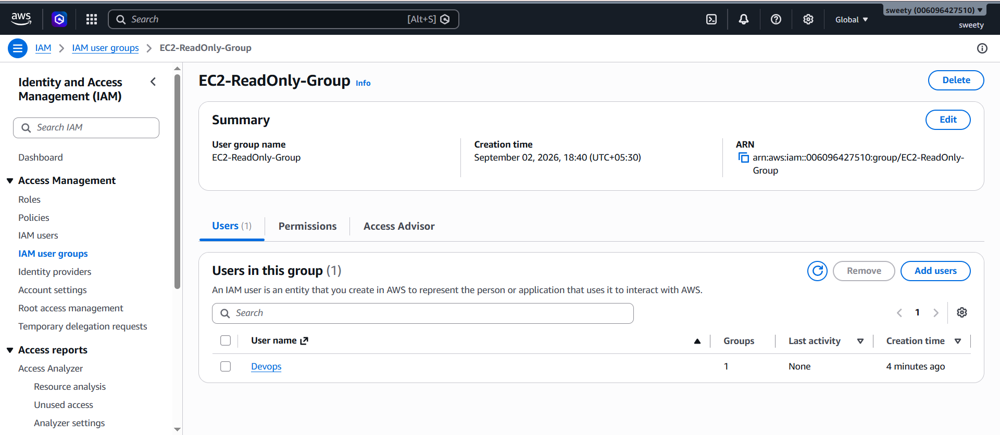 aws
Search
[Alt+S]
Global
sweety (006096427510)
sweety
IAM
IAM user groups
EC2-ReadOnly-Group
Identity and Access
Management (IAM)
Search IAM
Dashboard
Access Management
Roles
Policies
IAM users
IAM user groups
Identity providers
Account settings
Root access management
Temporary delegation requests
Access reports
Access Analyzer
Resource analysis
Unused access
Analyzer settings
EC2-ReadOnly-Group Info
Delete
Summary
Edit
User group name
EC2-ReadOnly-Group
Creation time
September 02, 2026, 18:40 (UTC+05:30)
ARN
arn:aws:iam::006096427510:group/EC2-ReadOnly-
Group
Users (1)
Permissions
Access Advisor
Users in this group (1)
Remove
Add users
An IAM user is an entity that you create in AWS to represent the person or application that uses it to interact with AWS.
Search
1
User name Groups Last activity Creation time
Devops 1 None 4 minutes ago